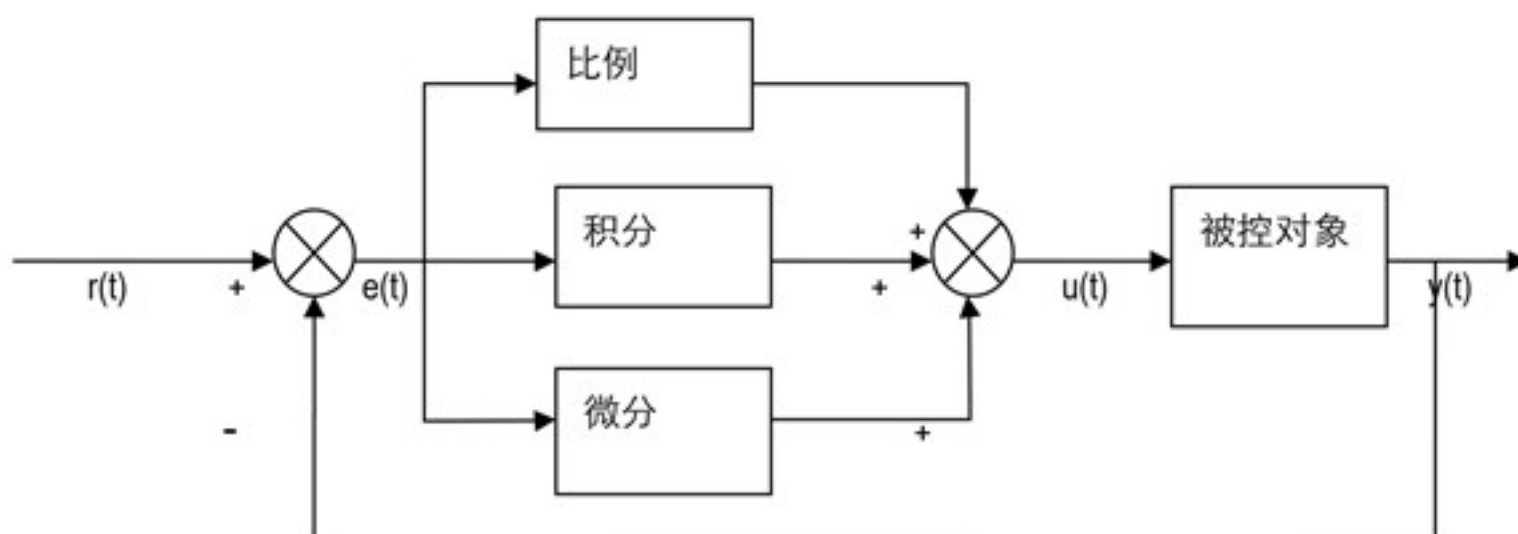 比例
积分
被控对象
+
r(t)
+
e(t)
+
u(t)
y(t)
微分
-
+